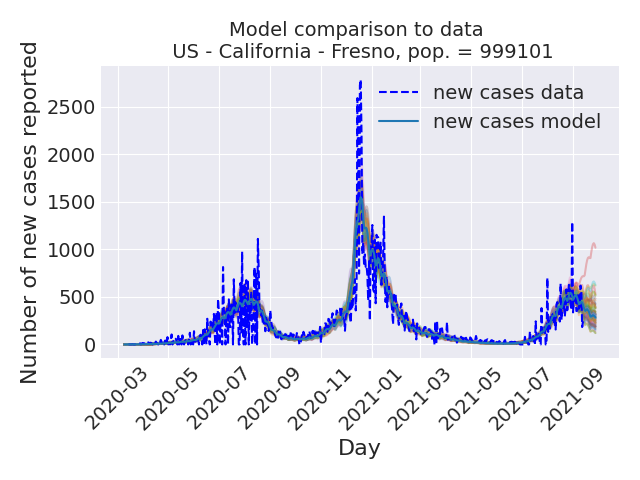 Model comparison to data
US - California - Fresno, pop. = 999101
Number of new cases reported
2500
2000
1500
1000
500
0
new cases data
new cases model
2020-03
2020-05
2020-07
2020-09
2020-11
2021-01
2021-03
2021-05
2021-07
2021-09
Day